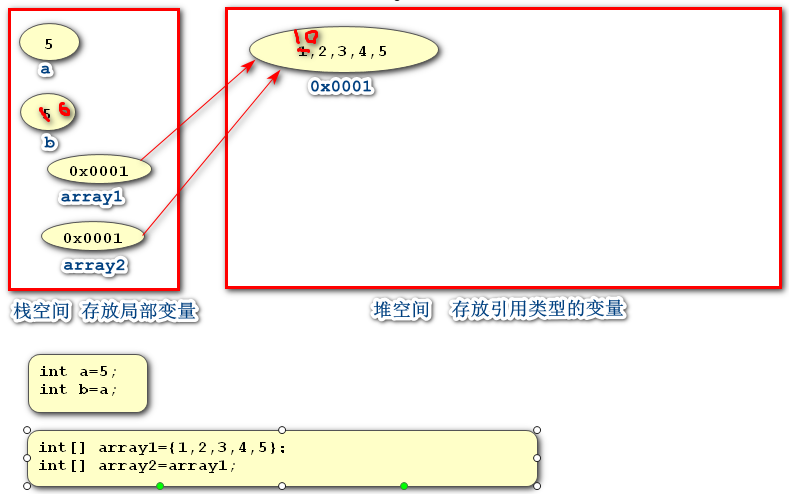 5
a
5 6
b
0x0001
array1
0x0001
array2
10
1,2,3,4,5
0x0001
栈空间 存放局部变量
堆空间 存放引用类型的变量
int a=5;
int b=a;
int[] array1={1,2,3,4,5};
int[] array2=array1;